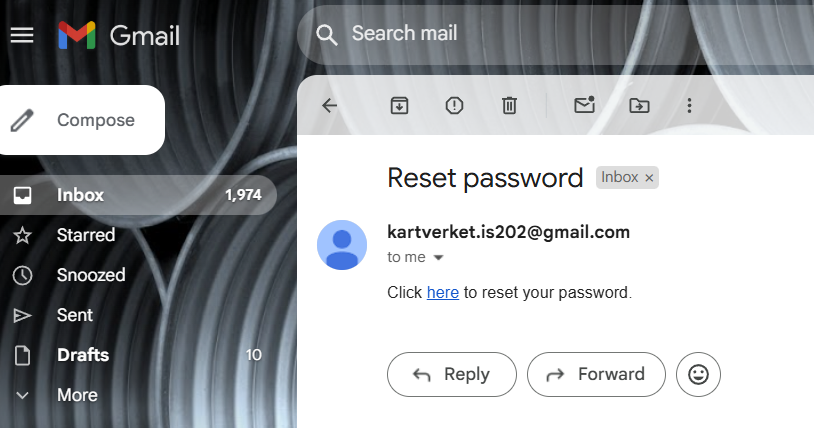 Gmail
Search mail
Compose
Inbox 1,974
Starred
Snoozed
Sent
Drafts 10
More
Reset password Inbox ×
kartverket.is202@gmail.com
to me
Click here to reset your password.
Reply Forward